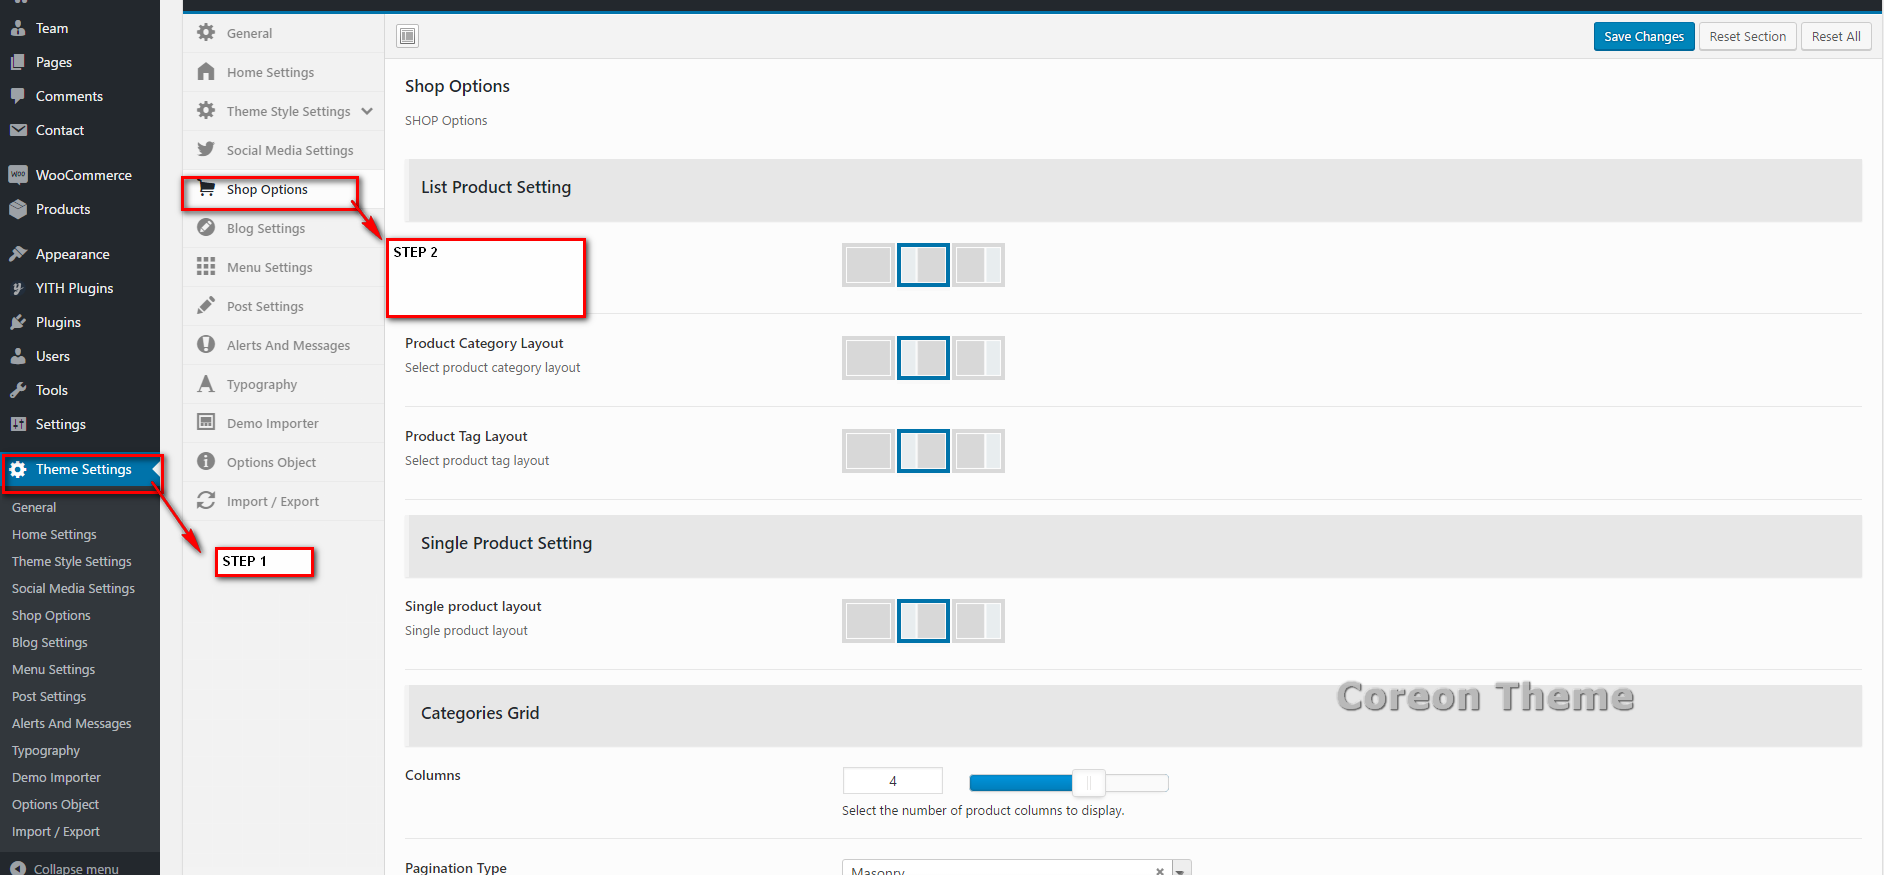 Team
Pages
Comments
Contact
WOO WooCommerce
Products
Appearance
YITH Plugins
Plugins
Users
Tools
Settings
Theme Settings
General
Home Settings
Theme Style Settings
Social Media Settings
Shop Options
Blog Settings
Menu Settings
Post Settings
Alerts And Messages
Typography
Demo Importer
Options Object
Import / Export
Collapse menu
General
Home Settings
Theme Style Settings
Social Media Settings
Shop Options
Blog Settings
Menu Settings
Post Settings
Alerts And Messages
Typography
Demo Importer
Options Object
Import / Export
STEP 1
STEP 2
Save Changes
Reset Section
Reset All
Shop Options
SHOP Options
List Product Setting
Product Category Layout
Select product category layout
Product Tag Layout
Select product tag layout
Single Product Setting
Single product layout
Single product layout
Coreon Theme
Categories Grid
Columns
4
Select the number of product columns to display.
Pagination Type
Masonry